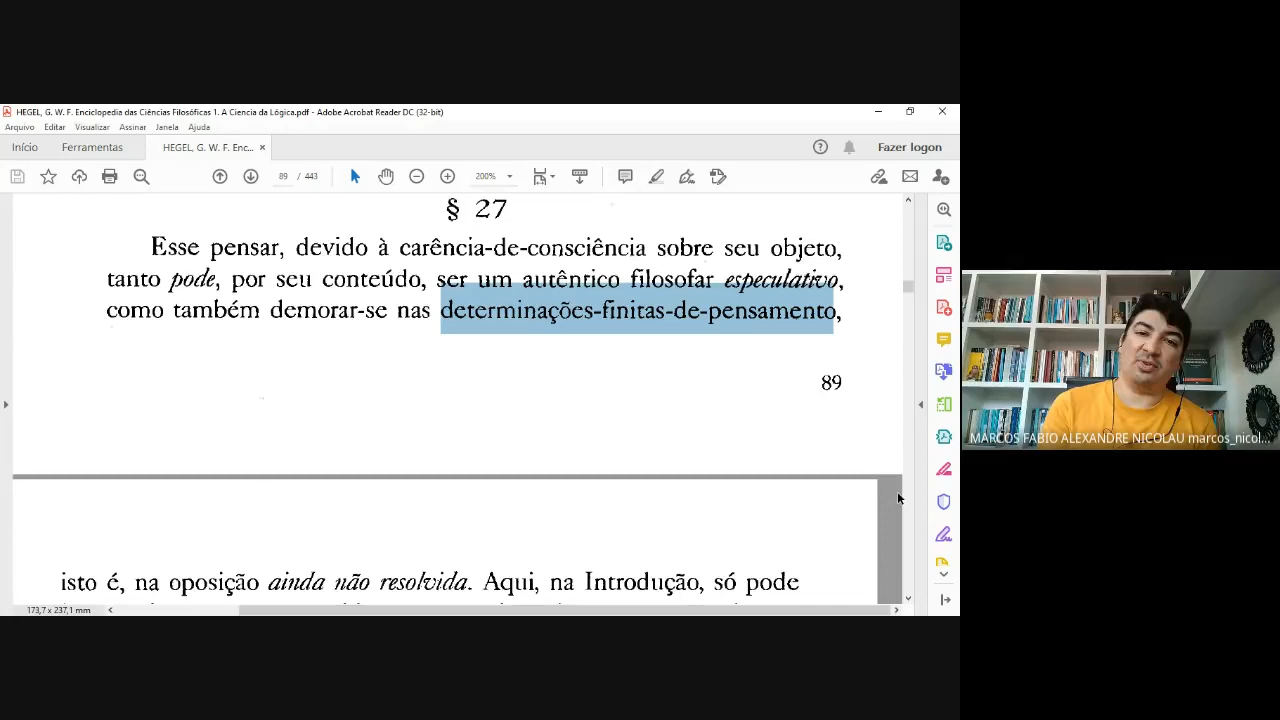 HEGEL, G. W. F. Enciclopedia das Ciências Filosóficas 1. A Ciencia da Lógica.pdf - Adobe Acrobat Reader DC (32-bit)
Arquivo Editar Visualizar Assinar Janela Ajuda
Início Ferramentas HEGEL, G. W. F. Enc... × Fazer logon
89 / 443 200%
§ 27
Esse pensar, devido à carência-de-consciência sobre seu objeto,
tanto pode, por seu conteúdo, ser um autêntico filosofar especulativo,
como também demorar-se nas determinações-finitas-de-pensamento,
89
isto é, na oposição ainda não resolvida. Aqui, na Introdução, só pode
173,7 x 237,1 mm
MARCOS FABIO ALEXANDRE NICOLAU marcos_nicol...